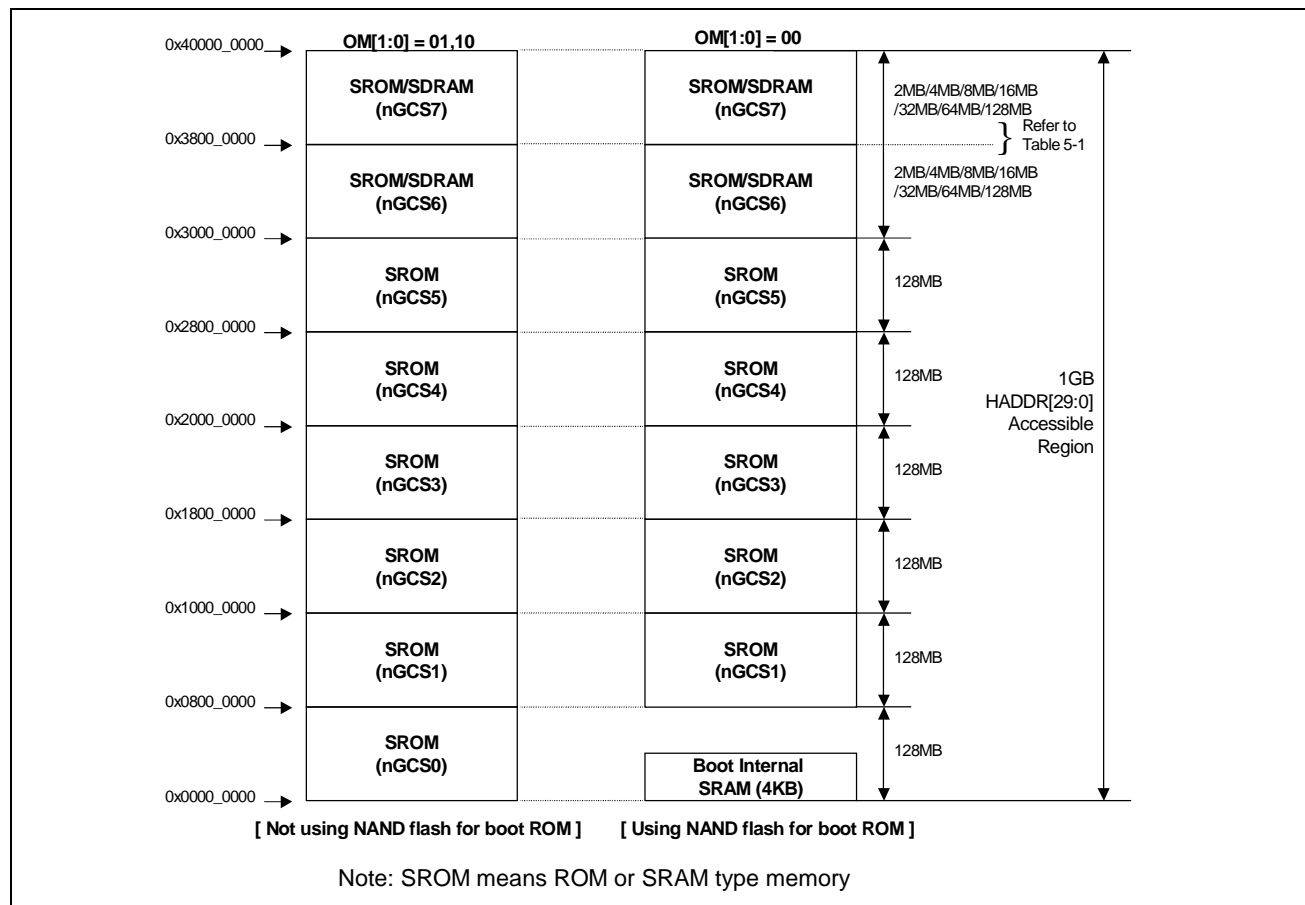 OM[1:0] = 01,10
OM[1:0] = 00
0x40000_0000
SROM/SDRAM
(nGCS7)
SROM/SDRAM
(nGCS7)
2MB/4MB/8MB/16MB
/32MB/64MB/128MB
Refer to
Table 5-1
0x3800_0000
SROM/SDRAM
(nGCS6)
SROM/SDRAM
(nGCS6)
2MB/4MB/8MB/16MB
/32MB/64MB/128MB
0x3000_0000
SROM
(nGCS5)
SROM
(nGCS5)
128MB
0x2800_0000
SROM
(nGCS4)
SROM
(nGCS4)
128MB
1GB
HADDR[29:0]
Accessible
Region
0x2000_0000
SROM
(nGCS3)
SROM
(nGCS3)
128MB
0x1800_0000
SROM
(nGCS2)
SROM
(nGCS2)
128MB
0x1000_0000
SROM
(nGCS1)
SROM
(nGCS1)
128MB
0x0800_0000
SROM
(nGCS0)
Boot Internal
SRAM (4KB)
128MB
0x0000_0000
[ Not using NAND flash for boot ROM ]
[ Using NAND flash for boot ROM ]
Note: SROM means ROM or SRAM type memory